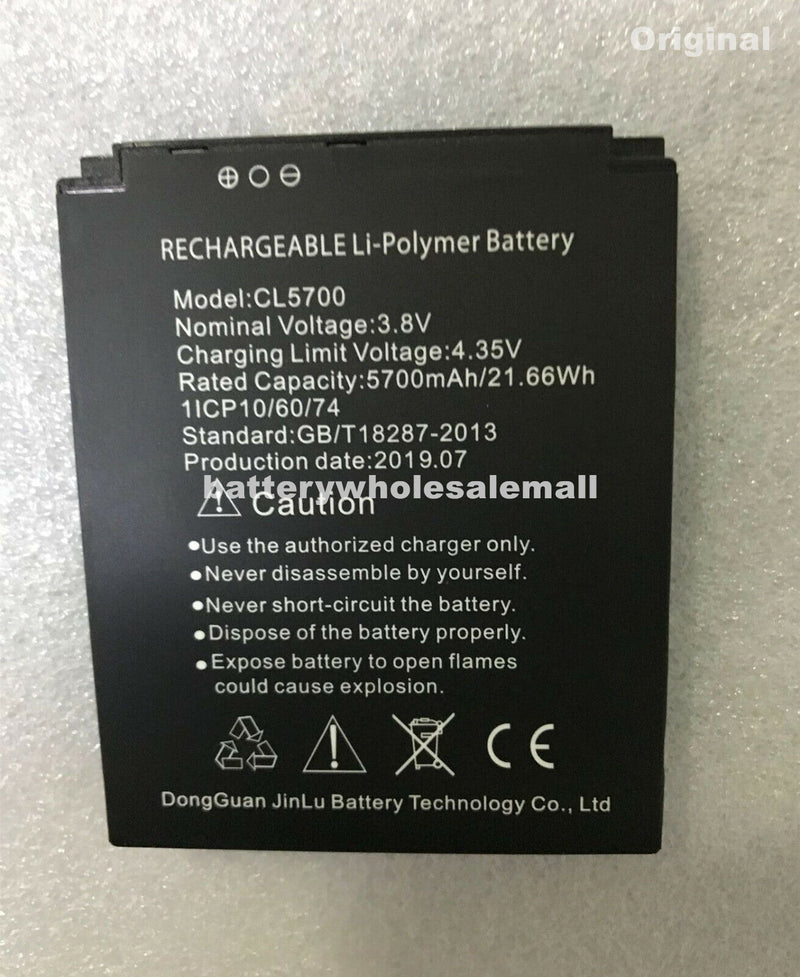 Original
RECHARGEABLE Li-Polymer Battery
Model:CL5700
Nominal Voltage:3.8V
Charging Limit Voltage:4.35V
Rated Capacity:5700mAh/21.66Wh
1ICP10/60/74
Standard:GB/T18287-2013
Production date:2019.07
batterywholesalemall
Caution
•Use the authorized charger only.
•Never disassemble by yourself.
•Never short-circuit the battery.
•Dispose of the battery properly.
•Expose battery to open flames
could cause explosion.
CE
DongGuan JinLu Battery Technology Co., Ltd